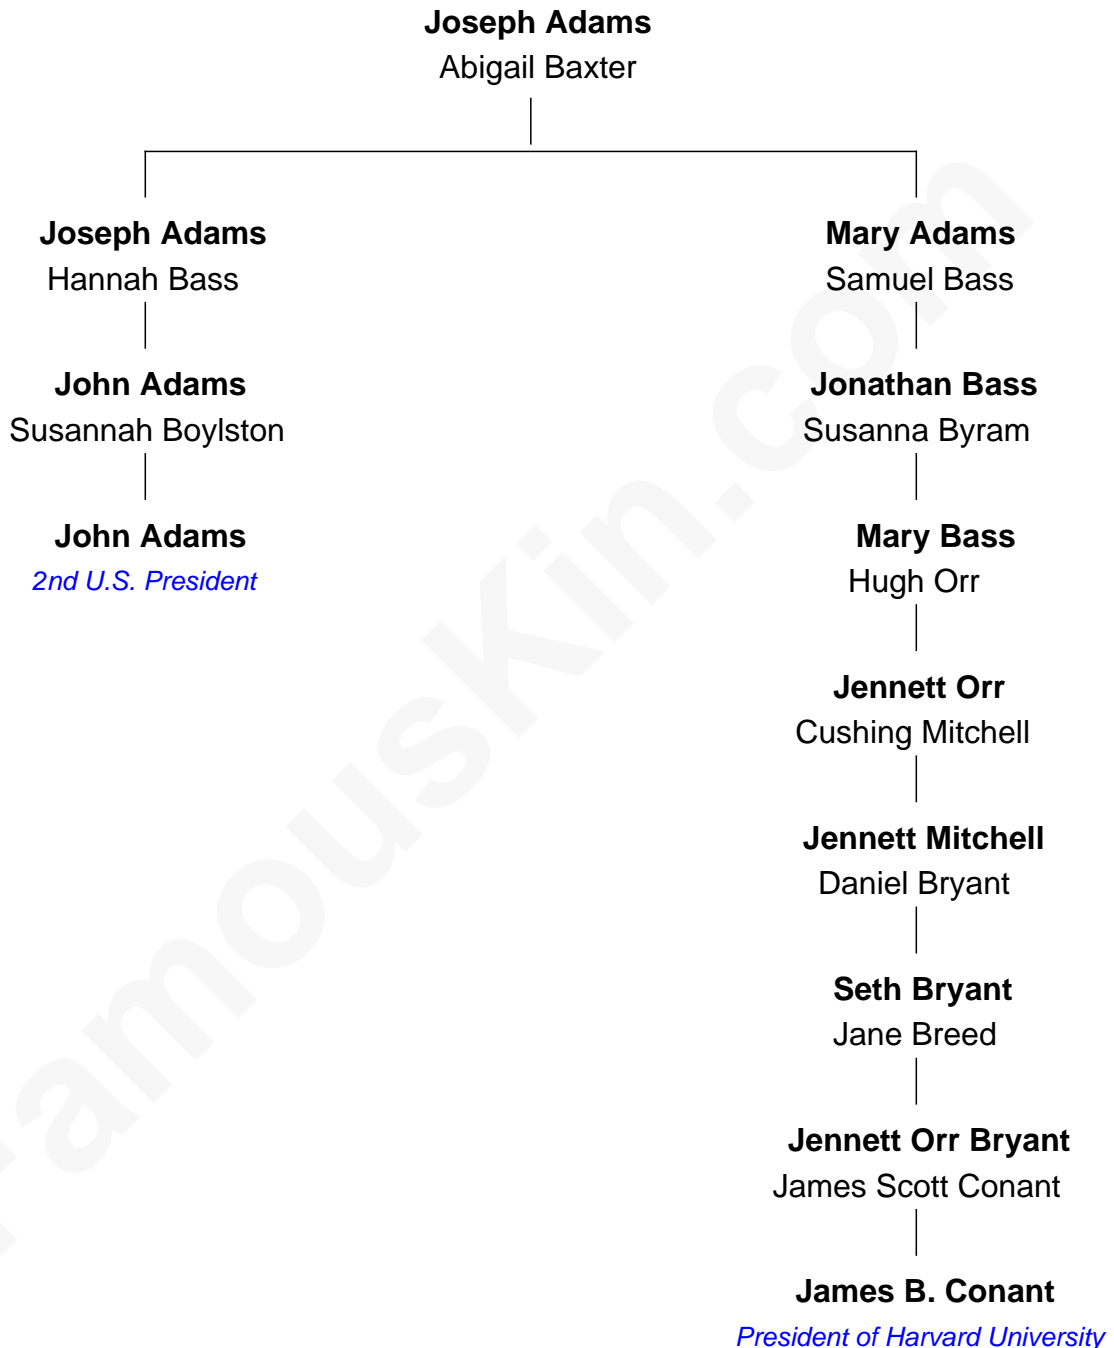 Joseph Adams
Abigail Baxter
Joseph Adams
Hannah Bass
Mary Adams
Samuel Bass
John Adams
Susannah Boylston
Jonathan Bass
Susanna Byram
John Adams
2nd U.S. President
Mary Bass
Hugh Orr
Jennett Orr
Cushing Mitchell
Jennett Mitchell
Daniel Bryant
Seth Bryant
Jane Breed
Jennett Orr Bryant
James Scott Conant
James B. Conant
President of Harvard University
FamousKin.com